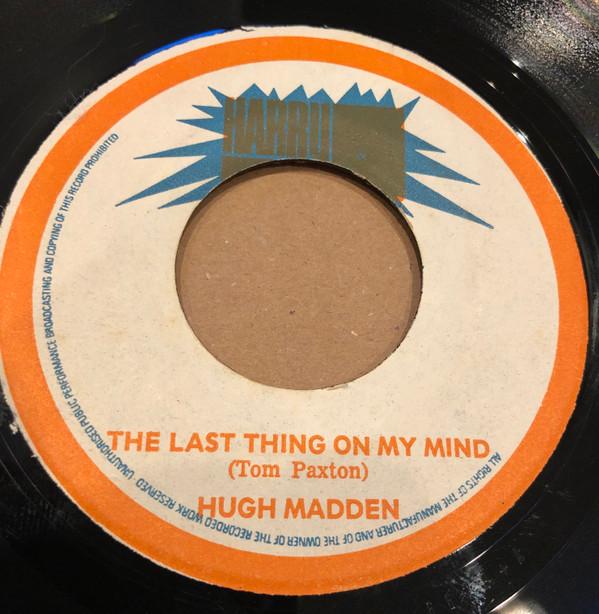 THE LAST THING ON MY MIND
(Tom Paxton)
HUGH MADDEN
ALL RIGHTS OF THE MANUFACTURER AND OF THE OWNER OF THE RECORDED WORK RESERVED · UNAUTHORISED PUBLIC PERFORMANCE BROADCASTING AND COPYING OF THIS RECORD PROHIBITED